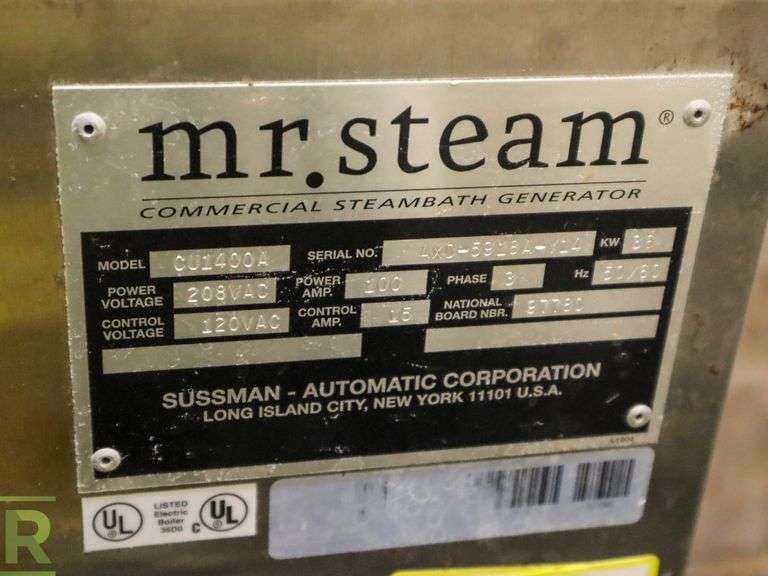 mr.steam®
COMMERCIAL STEAMBATH GENERATOR
MODEL CU1400A SERIAL NO. KW 36
POWER VOLTAGE 208VAC POWER AMP. 100 PHASE 3 Hz 50/60
CONTROL VOLTAGE 120VAC CONTROL AMP. 15 NATIONAL BOARD NBR.
SUSSMAN - AUTOMATIC CORPORATION
LONG ISLAND CITY, NEW YORK 11101 U.S.A.
UL LISTED Electric Boiler 36D0 C UL
R